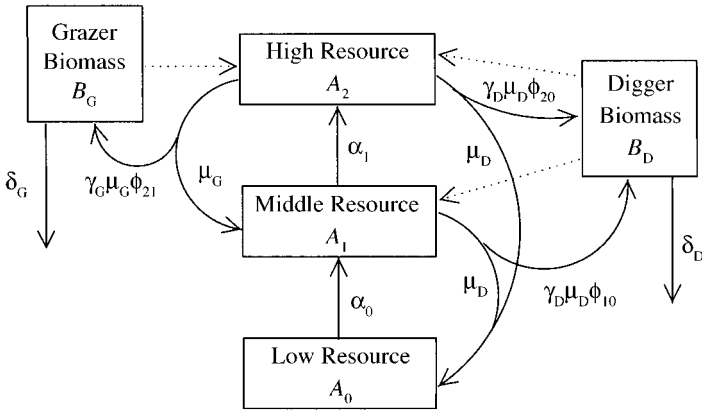 Grazer
Biomass
B_G
High Resource
A_2
Digger
Biomass
B_D
γ_Dμ_Dϕ_20
α_1
μ_D
δ_G
γ_Gμ_Gϕ_21
μ_G
Middle Resource
A_1
δ_D
μ_D
γ_Dμ_Dϕ_10
α_0
Low Resource
A_0